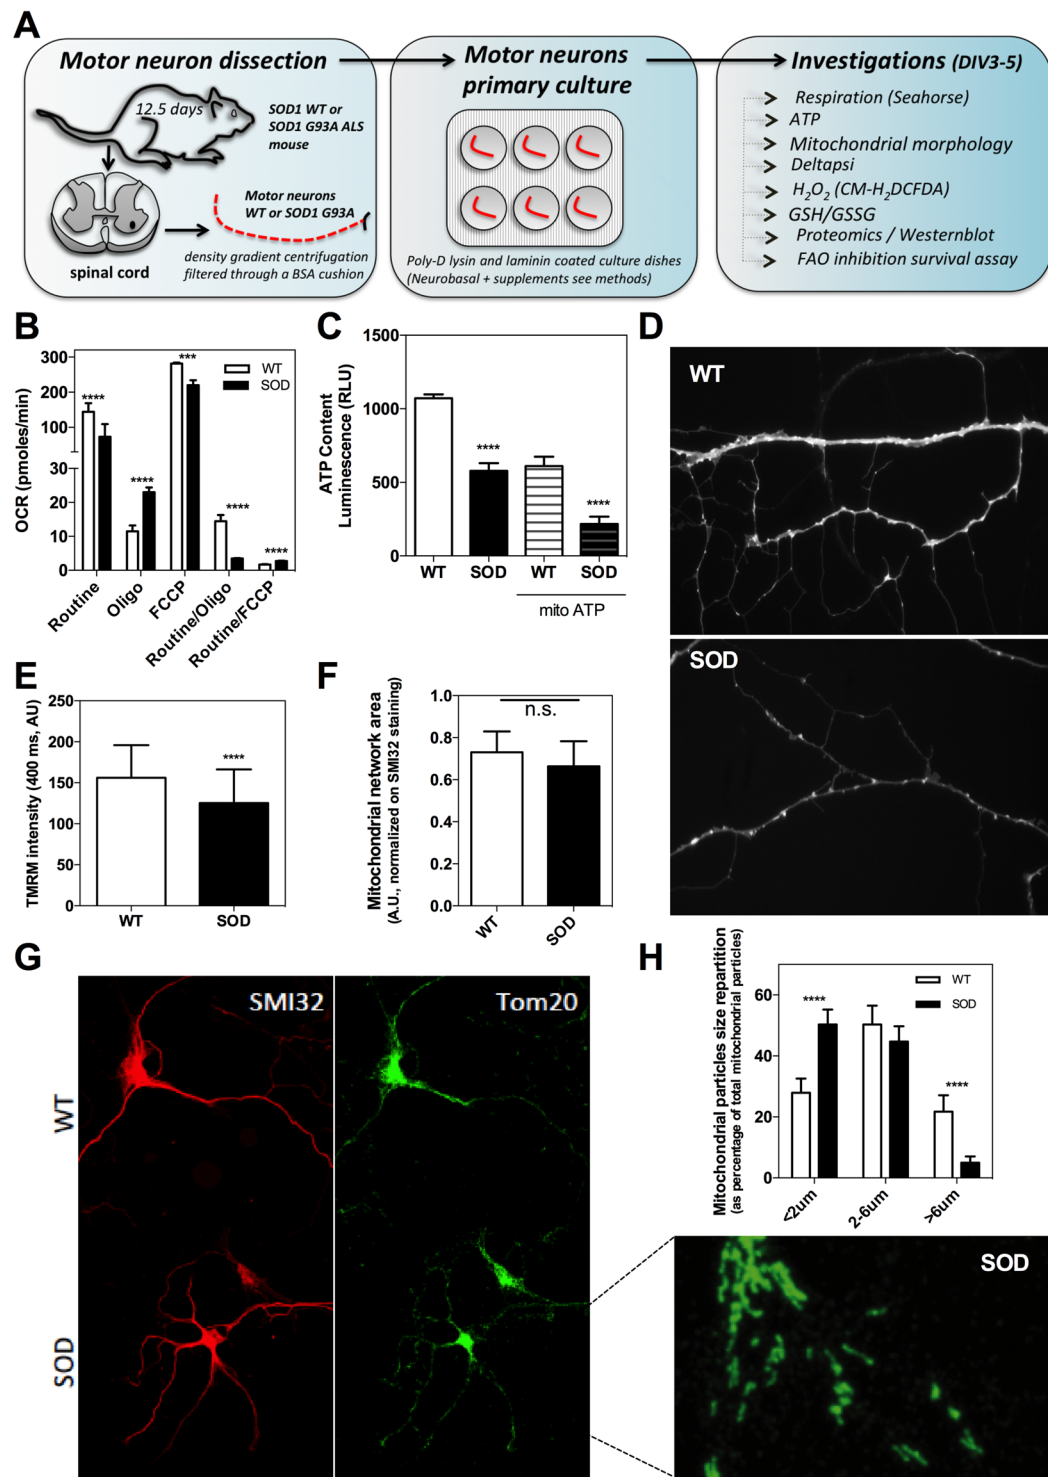 A
Motor neuron dissection
12.5 days
SOD1 WT or
SOD1 G93A ALS
mouse
Motor neurons
WT or SOD1 G93A
spinal cord
density gradient centrifugation
filtered through a BSA cushion
Motor neurons
primary culture
Poly-D lysin and laminin coated culture dishes
(Neurobasal + supplements see methods)
Investigations (DIV3-5)
Respiration (Seahorse)
ATP
Mitochondrial morphology
Deltapsi
H2O2 (CM-H2DCFDA)
GSH/GSSG
Proteomics / Westernblot
FAO inhibition survival assay
B
OCR (pmoles/min)
300
200
100
30
20
10
0
****
****
***
****
****
WT
SOD
Routine
Oligo
FCCP
Routine/Oligo
Routine/FCCP
C
ATP Content
Luminescence (RLU)
1500
1000
500
0
****
****
WT
SOD
WT
SOD
mito ATP
D
WT
SOD
E
TMRM intensity (400 ms, AU)
250
200
150
100
50
0
****
WT
SOD
F
Mitochondrial network area
(A.U., normalized on SMI32 staining)
1.0
0.8
0.6
0.4
0.2
0.0
n.s.
WT
SOD
G
SMI32
Tom20
WT
SOD
H
Mitochondrial particles size repartition
(as percentage of total mitochondrial particles)
60
40
20
0
****
****
WT
SOD
<2um
2-6um
>6um
SOD